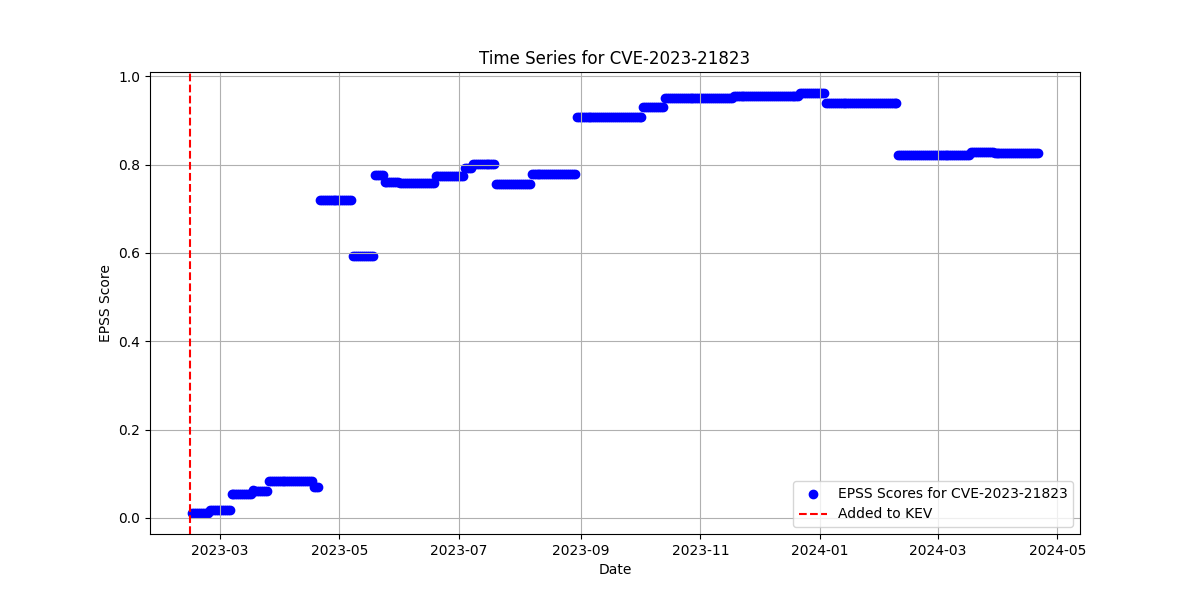 Time Series for CVE-2023-21823
1.0
0.8
0.6
0.4
0.2
0.0
EPSS Score
EPSS Scores for CVE-2023-21823
Added to KEV
2023-03 2023-05 2023-07 2023-09 2023-11 2024-01 2024-03 2024-05
Date